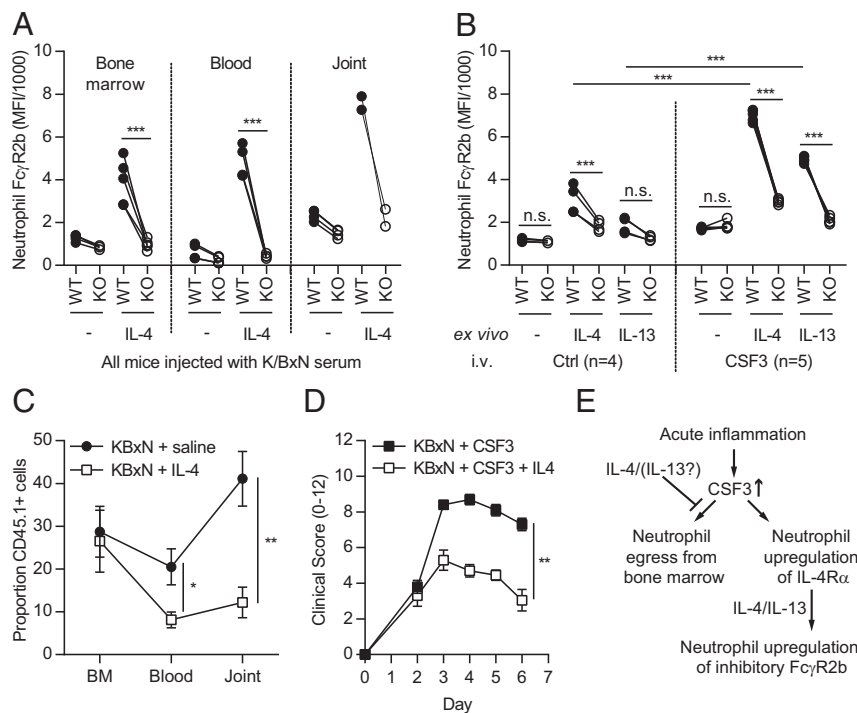 A
Neutrophil FcγR2b (MFI/1000)
10
8
6
4
2
0
Bone
marrow
Blood
Joint
***
***
WT KO WT KO WT KO WT KO WT KO WT KO
- IL-4 - IL-4 - IL-4
All mice injected with K/BxN serum
B
Neutrophil FcγR2b (MFI/1000)
10
8
6
4
2
0
***
***
n.s.
***
n.s.
n.s.
***
***
WT KO WT KO WT KO WT KO WT KO WT KO
ex vivo - IL-4 IL-13 - IL-4 IL-13
i.v. Ctrl (n=4) CSF3 (n=5)
C
KBxN + saline
KBxN + IL-4
Proportion CD45.1+ cells
50
40
30
20
10
0
*
**
BM Blood Joint
D
KBxN + CSF3
KBxN + CSF3 + IL4
Clinical Score (0-12)
12
10
8
6
4
2
0
**
0 1 2 3 4 5 6 7
Day
E
Acute inflammation
IL-4/(IL-13?)
CSF3
Neutrophil
egress from
bone marrow
Neutrophil
upregulation
of IL-4Rα
IL-4/IL-13
Neutrophil upregulation
of inhibitory FcγR2b